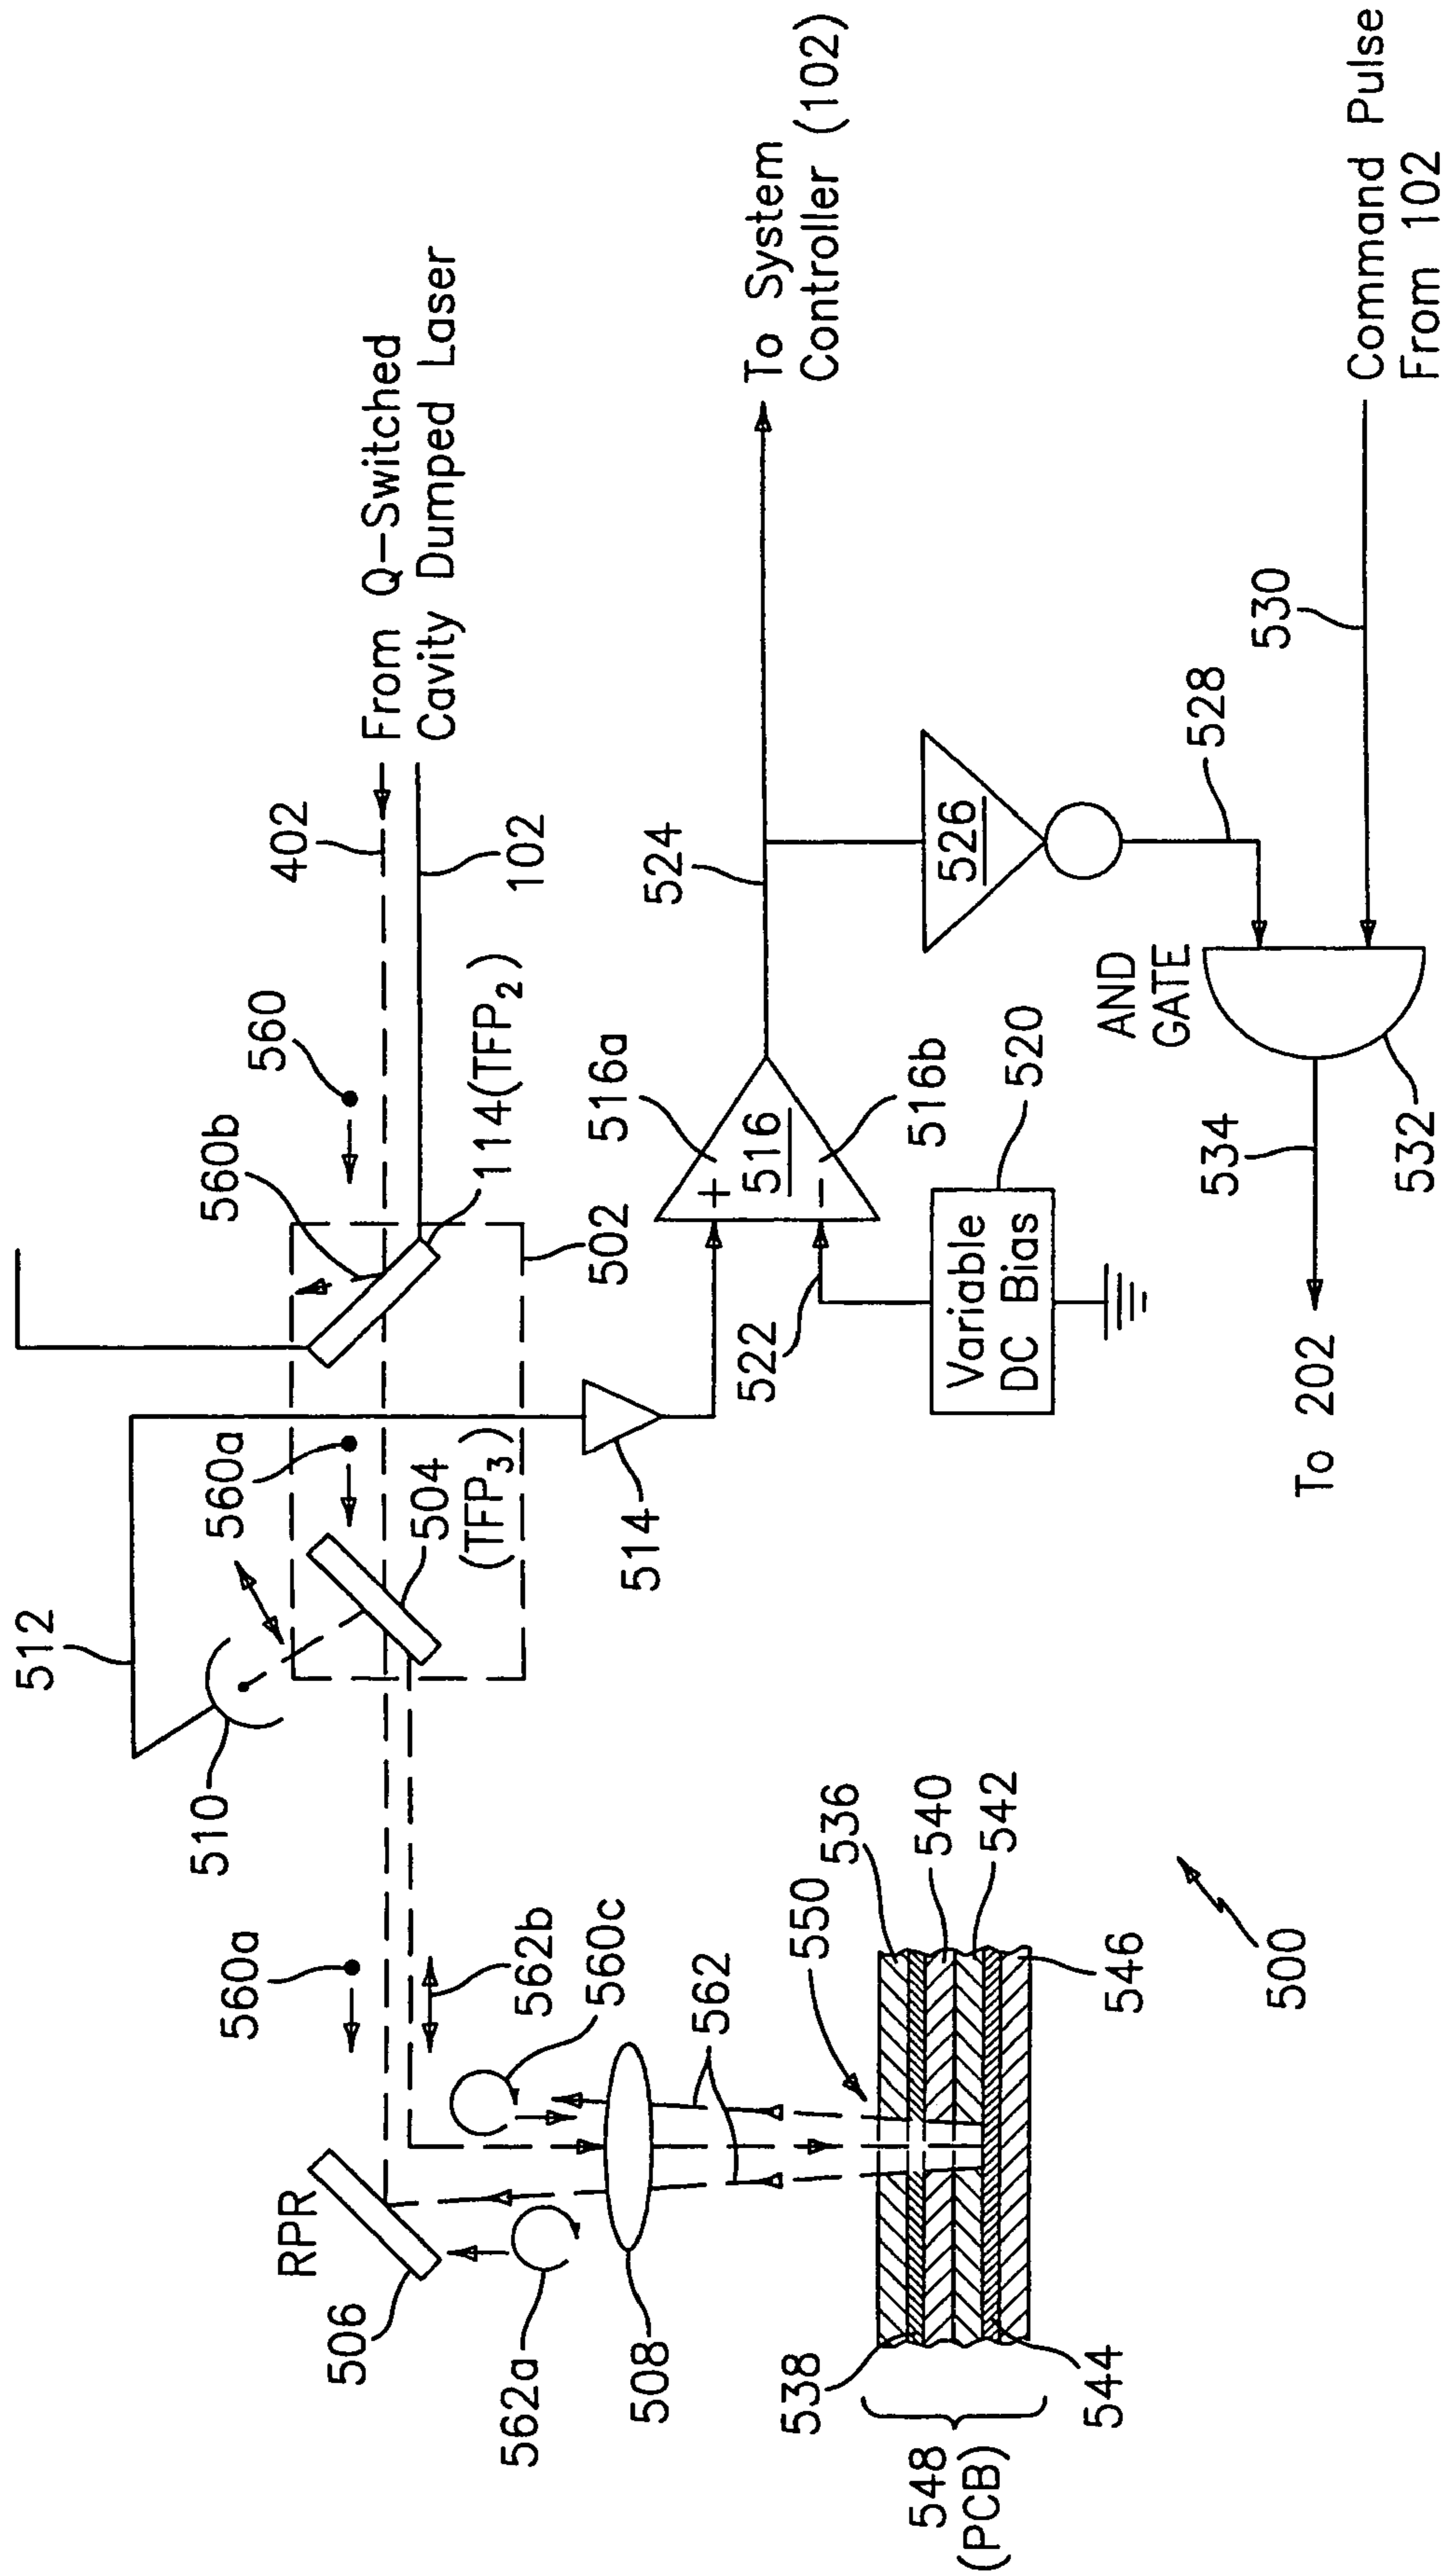 512
510
560a
560b
560
402
From Q-Switched
Cavity Dumped Laser
102
114(TFP2)
502
504
(TFP3)
560a
RPR
506
562b
560c
562a
508
562
514
516a
516
+
−
516b
524
To System
Controller (102)
522
Variable
DC Bias
520
526
528
530
Command Pulse
From 102
AND
GATE
532
534
To 202
550
536
540
542
546
538
544
548
(PCB)
500